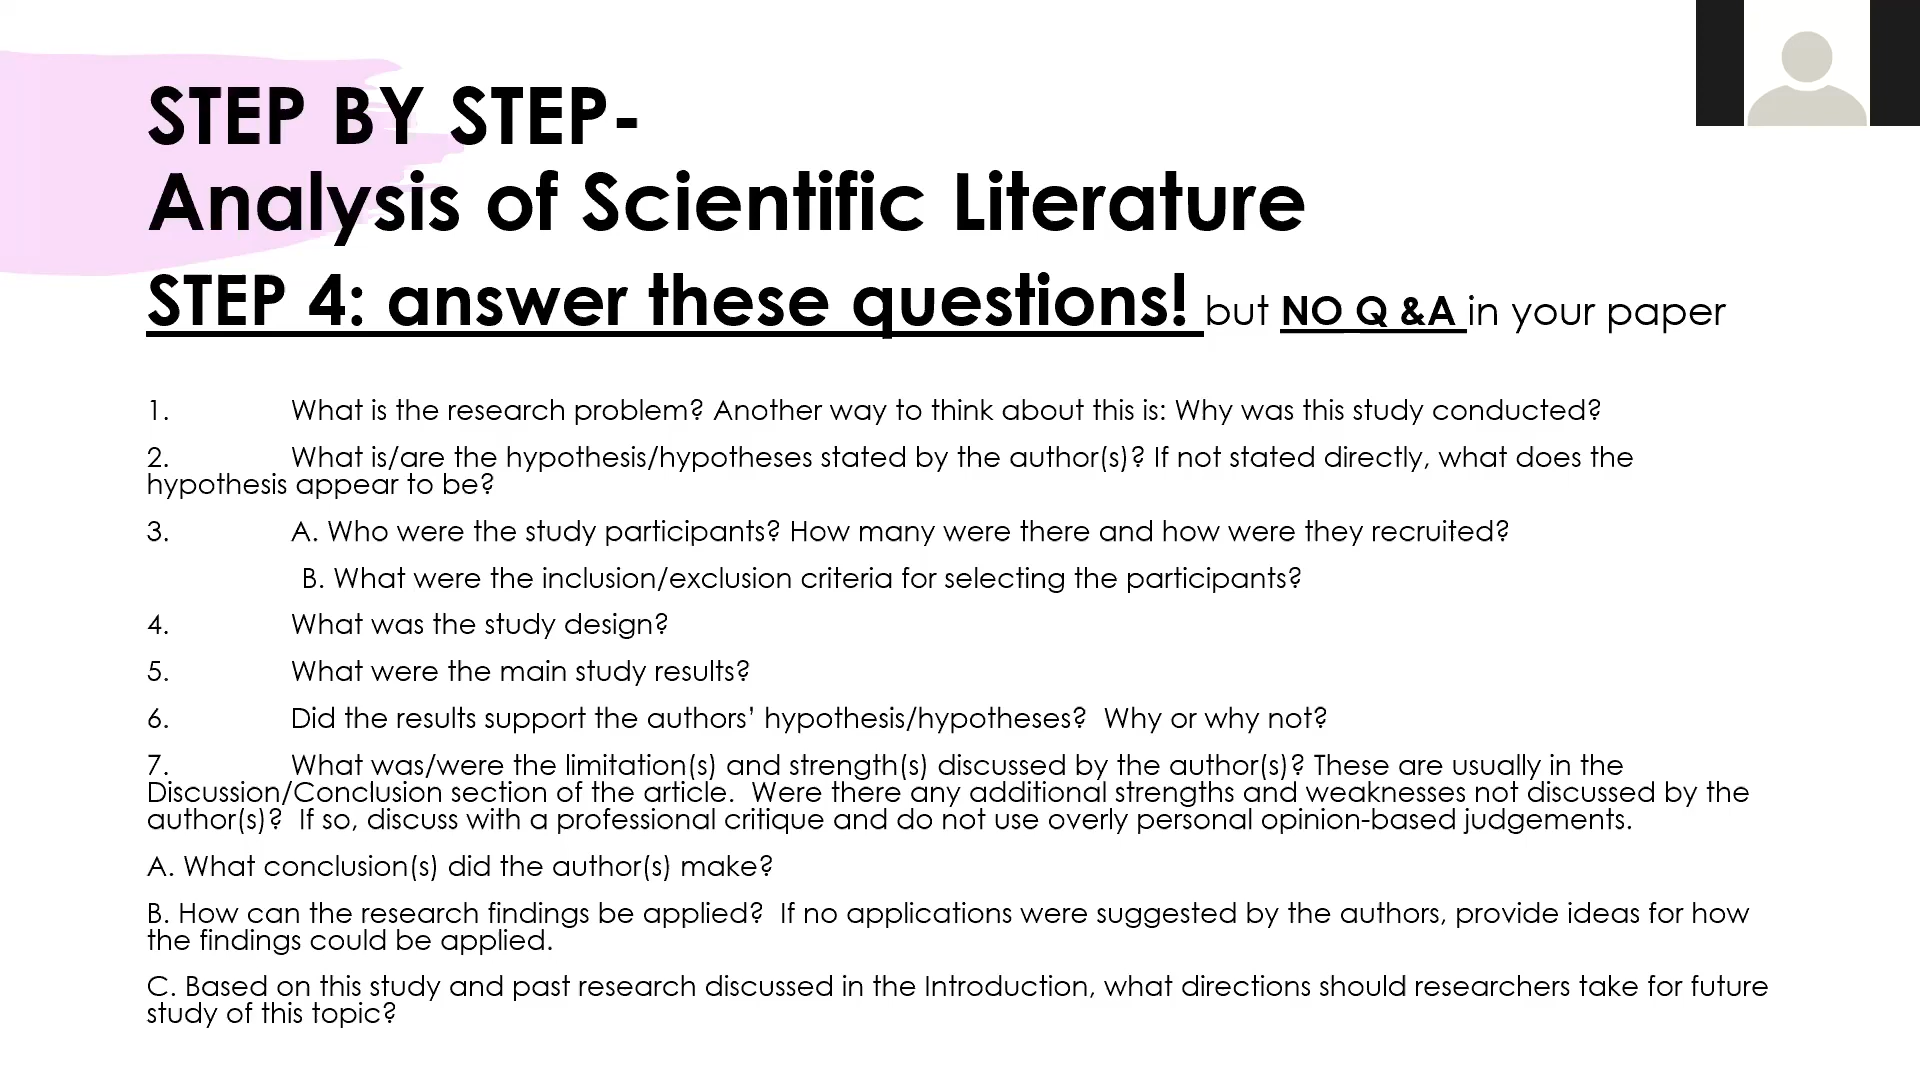 STEP BY STEP-
Analysis of Scientific Literature
STEP 4: answer these questions! but NO Q &A in your paper
1. What is the research problem? Another way to think about this is: Why was this study conducted?
2. What is/are the hypothesis/hypotheses stated by the author(s)? If not stated directly, what does the
hypothesis appear to be?
3. A. Who were the study participants? How many were there and how were they recruited?
B. What were the inclusion/exclusion criteria for selecting the participants?
4. What was the study design?
5. What were the main study results?
6. Did the results support the authors’ hypothesis/hypotheses?  Why or why not?
7. What was/were the limitation(s) and strength(s) discussed by the author(s)? These are usually in the
Discussion/Conclusion section of the article.  Were there any additional strengths and weaknesses not discussed by the
author(s)?  If so, discuss with a professional critique and do not use overly personal opinion-based judgements.
A. What conclusion(s) did the author(s) make?
B. How can the research findings be applied?  If no applications were suggested by the authors, provide ideas for how
the findings could be applied.
C. Based on this study and past research discussed in the Introduction, what directions should researchers take for future
study of this topic?